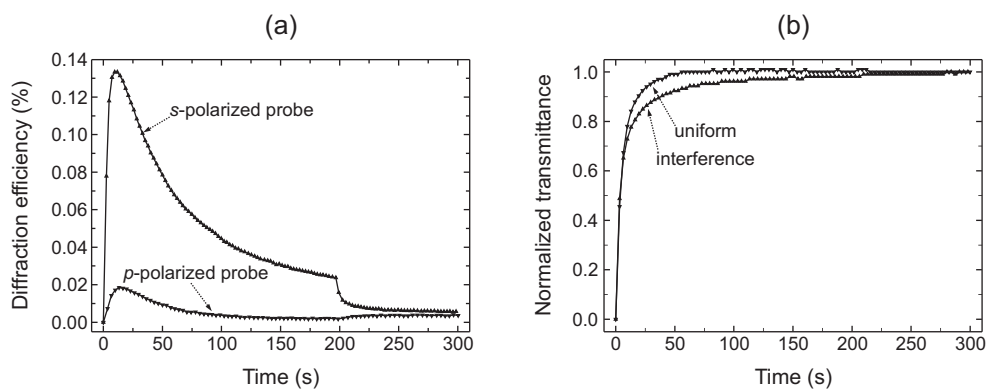 (a)
Diffraction efficiency (%)
0.14
0.12
0.10
0.08
0.06
0.04
0.02
0.00
s-polarized probe
p-polarized probe
0 50 100 150 200 250 300
Time (s)
(b)
Normalized transmittance
1.0
0.8
0.6
0.4
0.2
0.0
uniform
interference
0 50 100 150 200 250 300
Time (s)